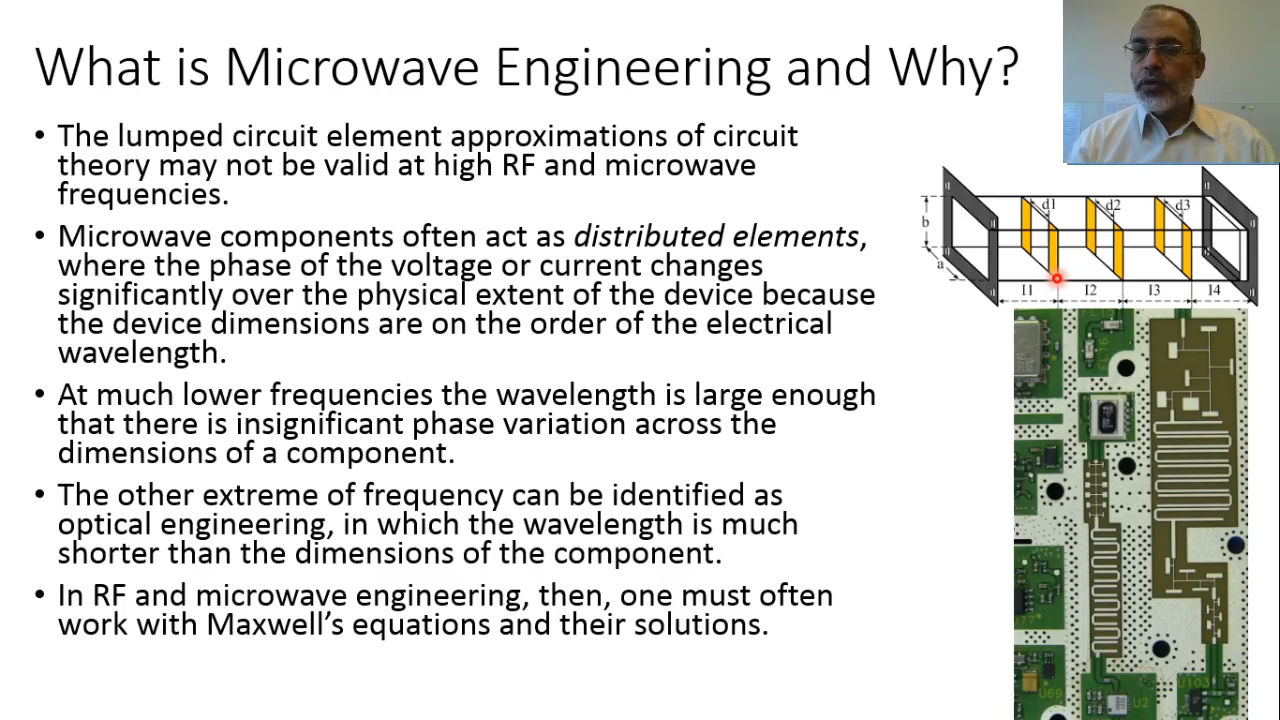 What is Microwave Engineering and Why?
• The lumped circuit element approximations of circuit
theory may not be valid at high RF and microwave
frequencies.
• Microwave components often act as distributed elements,
where the phase of the voltage or current changes
significantly over the physical extent of the device because
the device dimensions are on the order of the electrical
wavelength.
• At much lower frequencies the wavelength is large enough
that there is insignificant phase variation across the
dimensions of a component.
• The other extreme of frequency can be identified as
optical engineering, in which the wavelength is much
shorter than the dimensions of the component.
• In RF and microwave engineering, then, one must often
work with Maxwell’s equations and their solutions.
d1 d2 d3
b
a
l1 l2 l3 l4
U69
U2
U103